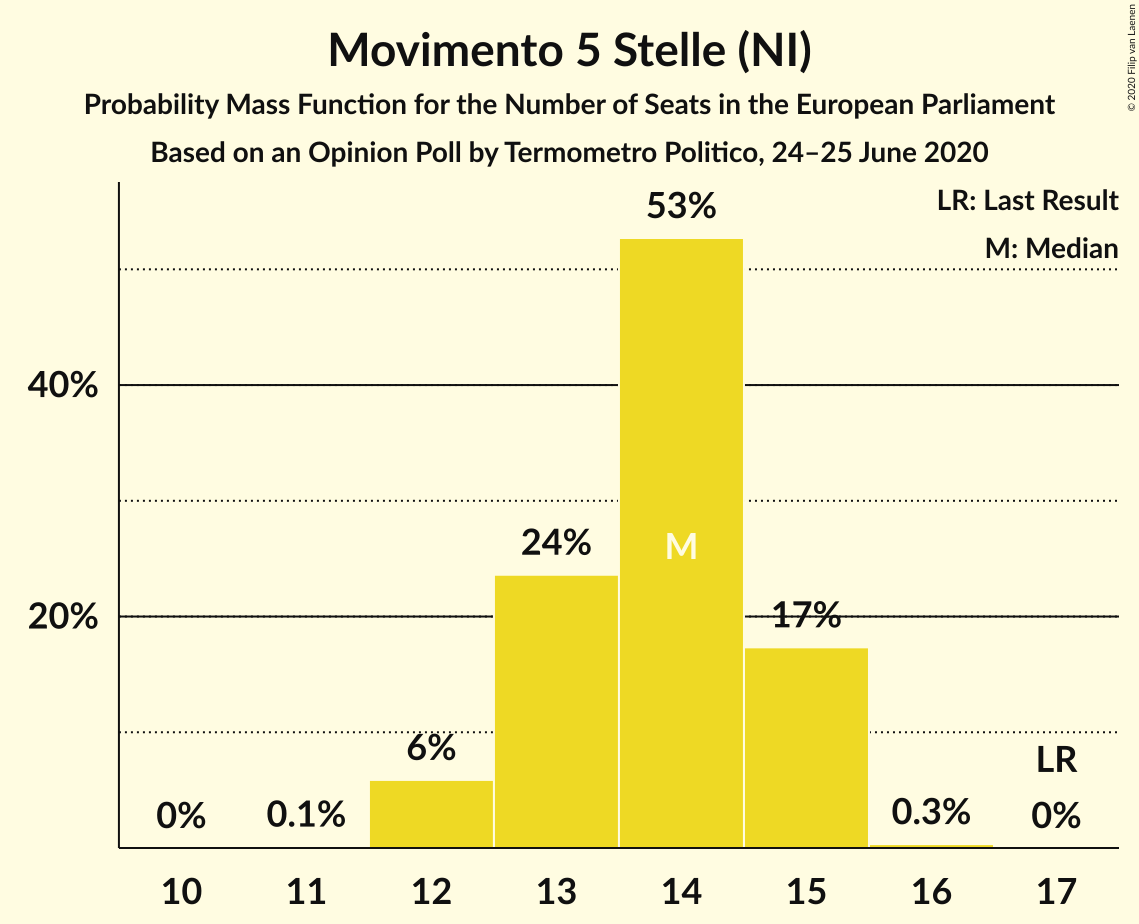 Movimento 5 Stelle (NI)
Probability Mass Function for the Number of Seats in the European Parliament
Based on an Opinion Poll by Termometro Politico, 24–25 June 2020
© 2020 Filip van Laenen
LR: Last Result
M: Median
53%
40%
24%
M
20%
17%
6%
LR
0%
0.1%
0.3%
0%
10 11 12 13 14 15 16 17